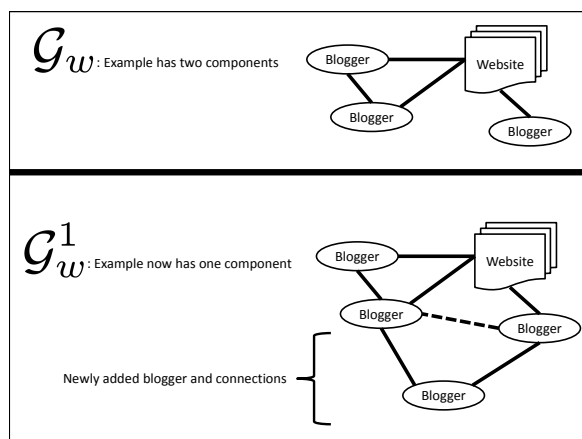 𝒢w: Example has two components
Blogger
Website
Blogger
Blogger
𝒢¹w: Example now has one component
Blogger
Website
Blogger
Blogger
Newly added blogger and connections
Blogger